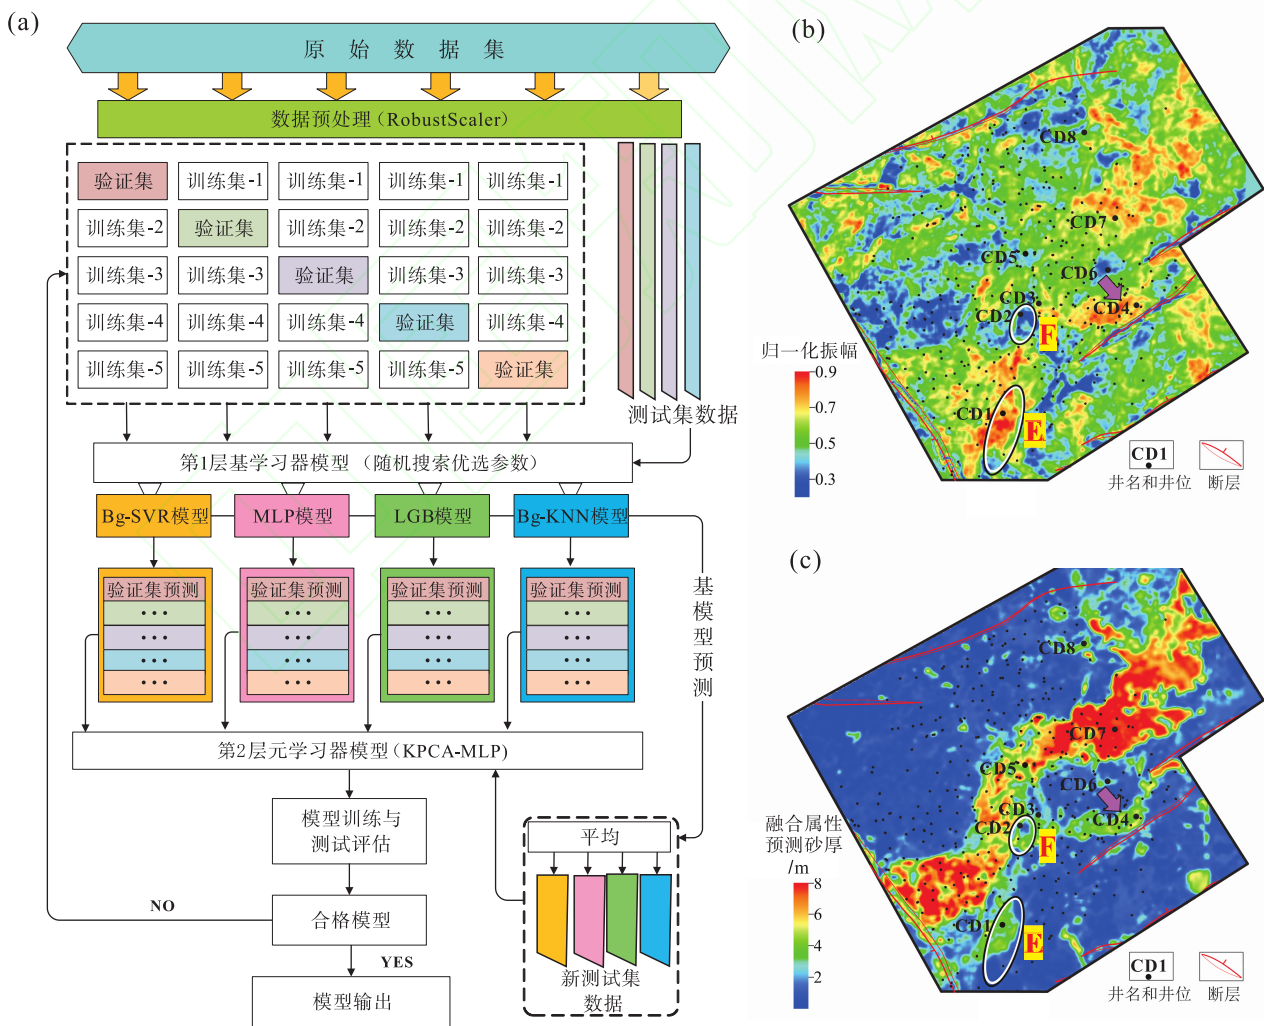 (a)
原 始 数 据 集
数据预处理(RobustScaler)
验证集 训练集-1 训练集-1 训练集-1 训练集-1
训练集-2 验证集 训练集-2 训练集-2 训练集-2
训练集-3 训练集-3 验证集 训练集-3 训练集-3
训练集-4 训练集-4 训练集-4 验证集 训练集-4
训练集-5 训练集-5 训练集-5 训练集-5 验证集
测试集数据
第1层基学习器模型 (随机搜索优选参数)
Bg-SVR模型 MLP模型 LGB模型 Bg-KNN模型
验证集预测 验证集预测 验证集预测 验证集预测
••• ••• ••• •••
••• ••• ••• •••
••• ••• ••• •••
••• ••• ••• •••
基模型预测
第2层元学习器模型(KPCA-MLP)
模型训练与
测试评估
平均
NO
合格模型
YES
新测试集
数据
模型输出
(b)
CD8
CD7
CD5
CD6
CD3
CD4
CD2
F
归一化振幅
0.9
0.7
0.5
0.3
CD1
E
CD1
井名和井位 断层
(c)
CD8
CD7
CD5
CD6
CD3
CD4
CD2
F
融合属性
预测砂厚
/m
8
6
4
2
CD1
E
CD1
井名和井位 断层